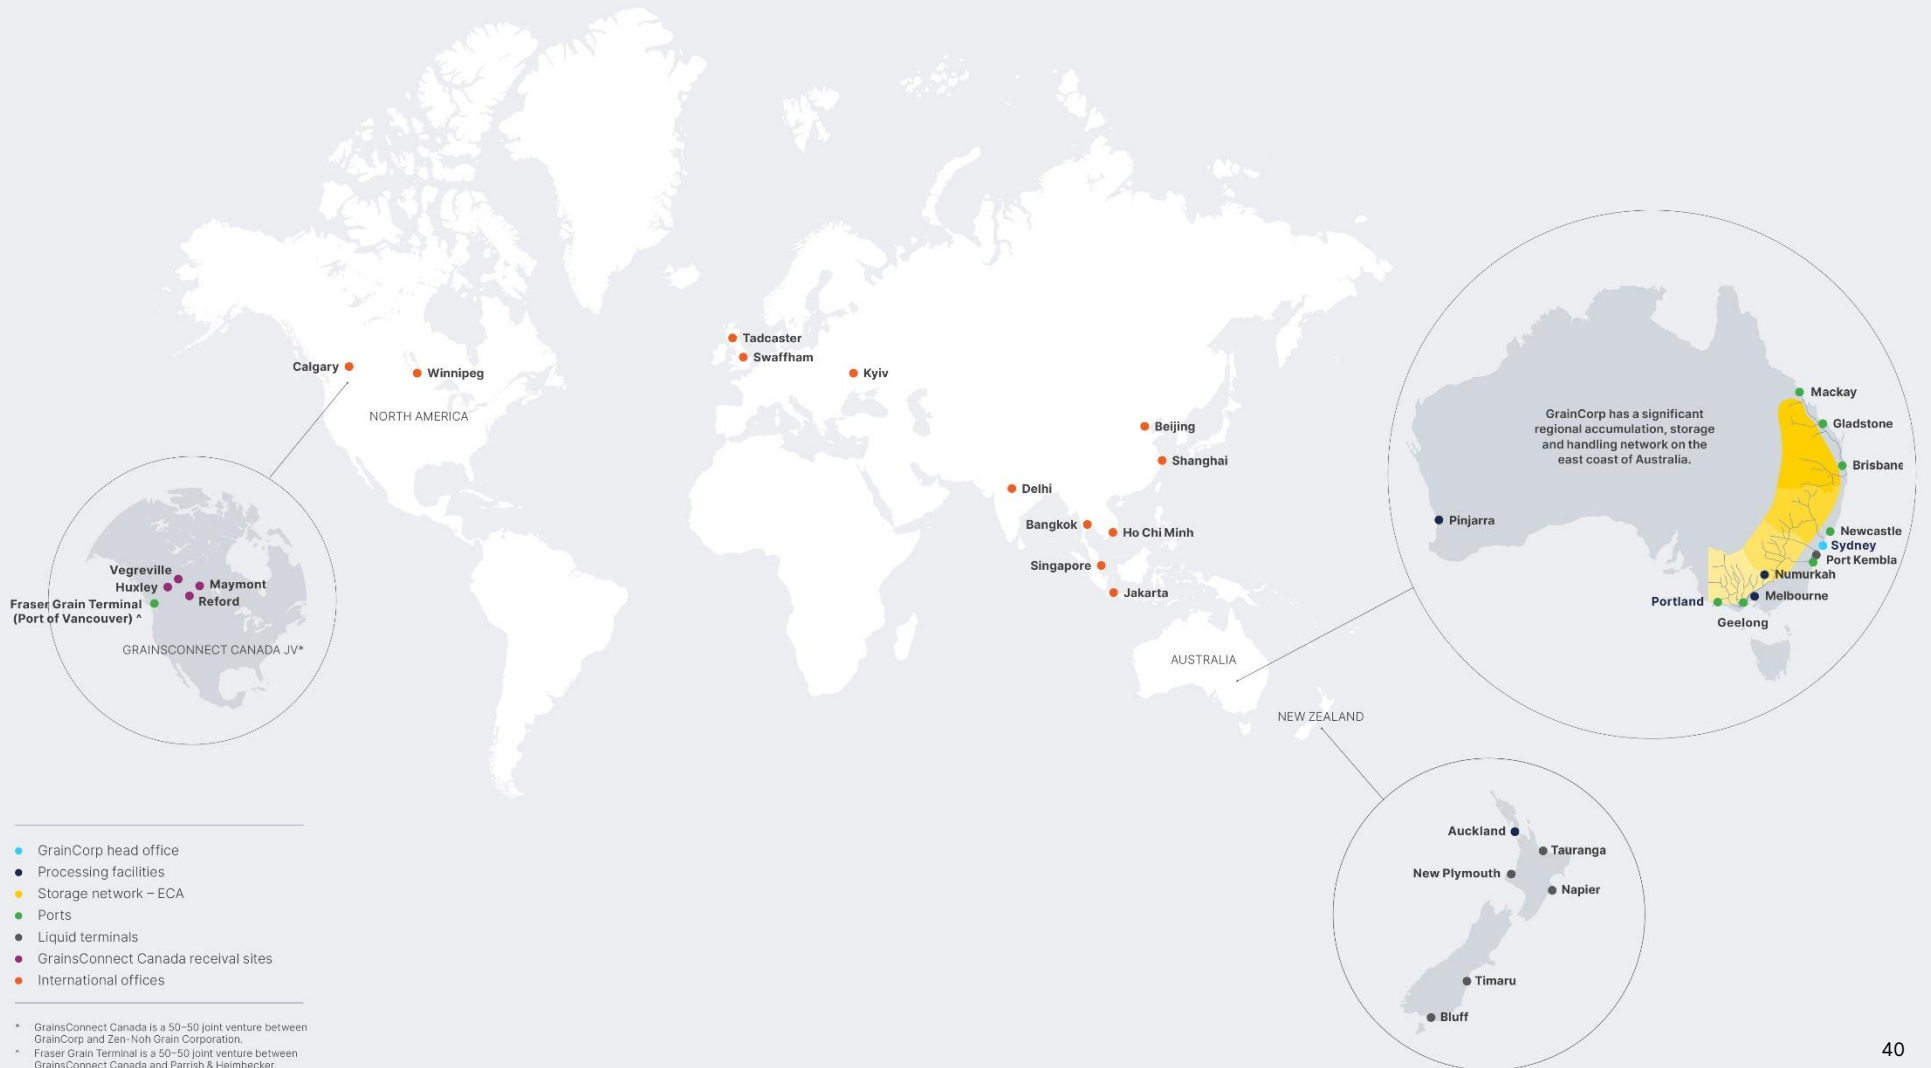 Calgary
Winnipeg
NORTH AMERICA
Tadcaster
Swaffham
Kyiv
Beijing
Shanghai
Delhi
Bangkok
Ho Chi Minh
Singapore
Jakarta
AUSTRALIA
NEW ZEALAND
Vegreville
Huxley
Maymont
Reford
Fraser Grain Terminal
(Port of Vancouver) ^
GRAINSCONNECT CANADA JV*
GrainCorp has a significant
regional accumulation, storage
and handling network on the
east coast of Australia.
Mackay
Gladstone
Brisbane
Pinjarra
Newcastle
Sydney
Port Kembla
Numurkah
Melbourne
Portland
Geelong
Auckland
Tauranga
New Plymouth
Napier
Timaru
Bluff
GrainCorp head office
Processing facilities
Storage network – ECA
Ports
Liquid terminals
GrainsConnect Canada receival sites
International offices
* GrainsConnect Canada is a 50–50 joint venture between
GrainCorp and Zen-Noh Grain Corporation.
^ Fraser Grain Terminal is a 50–50 joint venture between
GrainsConnect Canada and Parrish & Heimbecker.
40